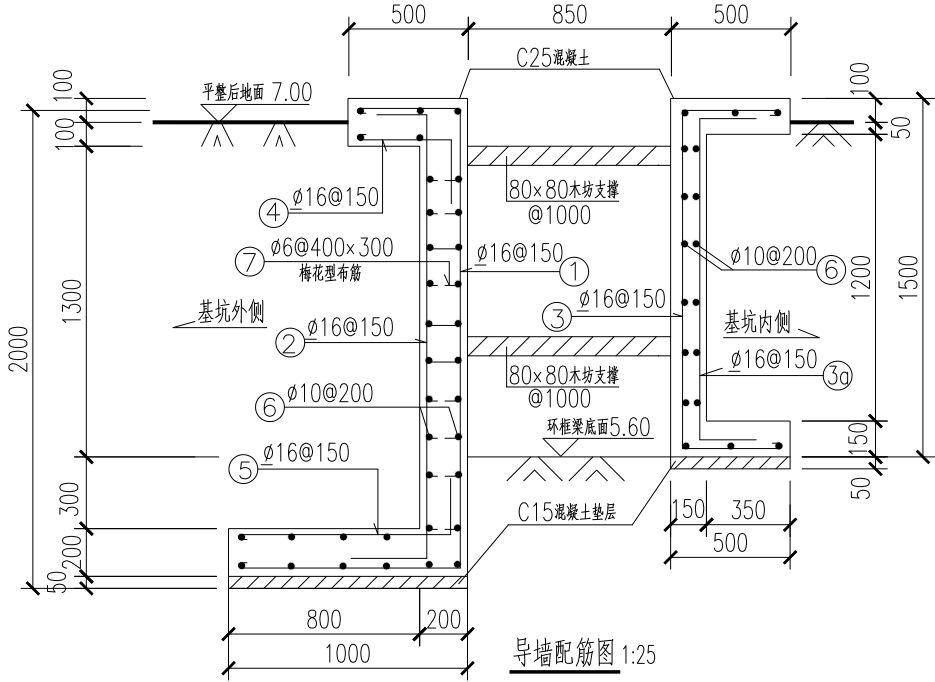 500
850
500
C25混凝土
平整后地面 7.00
100
100
1300
2000
300
200
50
100
50
1200
1500
150
50
80×80木坊支撑
@1000
ø16@150
④
ø6@400×300
⑦
梅花型布筋
ø16@150
①
ø10@200
⑥
ø16@150
③
基坑外侧
ø16@150
②
基坑内侧
ø16@150
3a
80×80木坊支撑
@1000
ø10@200
⑥
环框梁底面5.60
ø16@150
⑤
C15混凝土垫层
150
350
500
800
200
1000
导墙配筋图 1:25